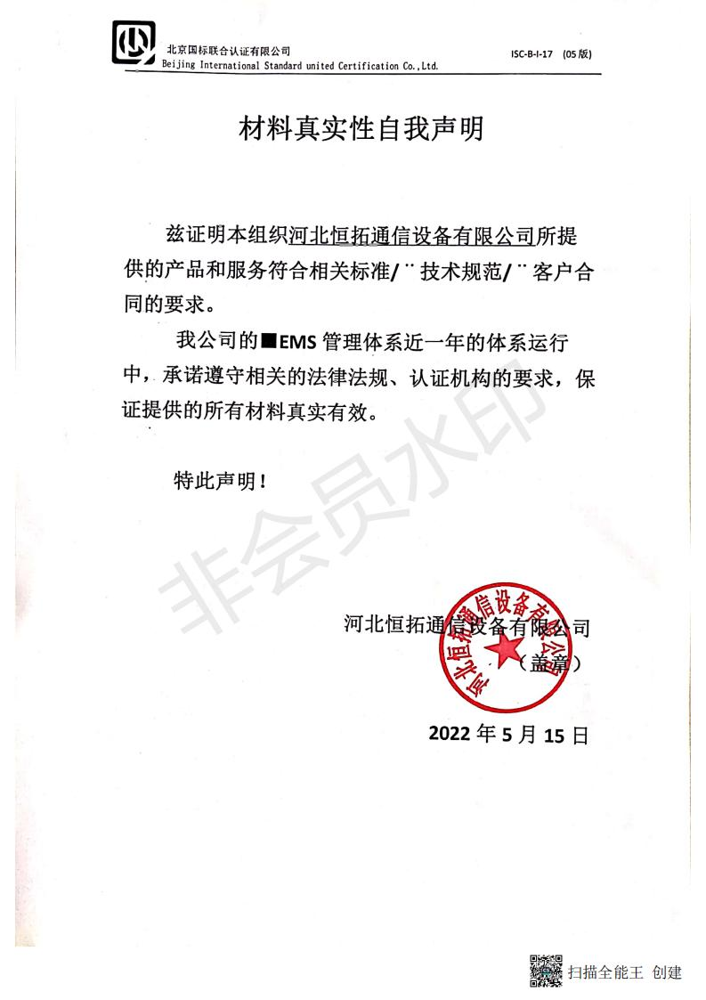 北京国标联合认证有限公司
Beijing International Standard united Certification Co.,Ltd.
ISC-B-I-17 (05版)
材料真实性自我声明
兹证明本组织河北恒拓通信设备有限公司所提
供的产品和服务符合相关标准/¨技术规范/¨客户合
同的要求。
我公司的■EMS 管理体系近一年的体系运行
中，承诺遵守相关的法律法规、认证机构的要求，保
证提供的所有材料真实有效。
特此声明！
非会员水印
河北恒拓通信设备有限公司
（盖章）
河北恒拓通信设备有限公司
2022 年 5 月 15 日
扫描全能王 创建